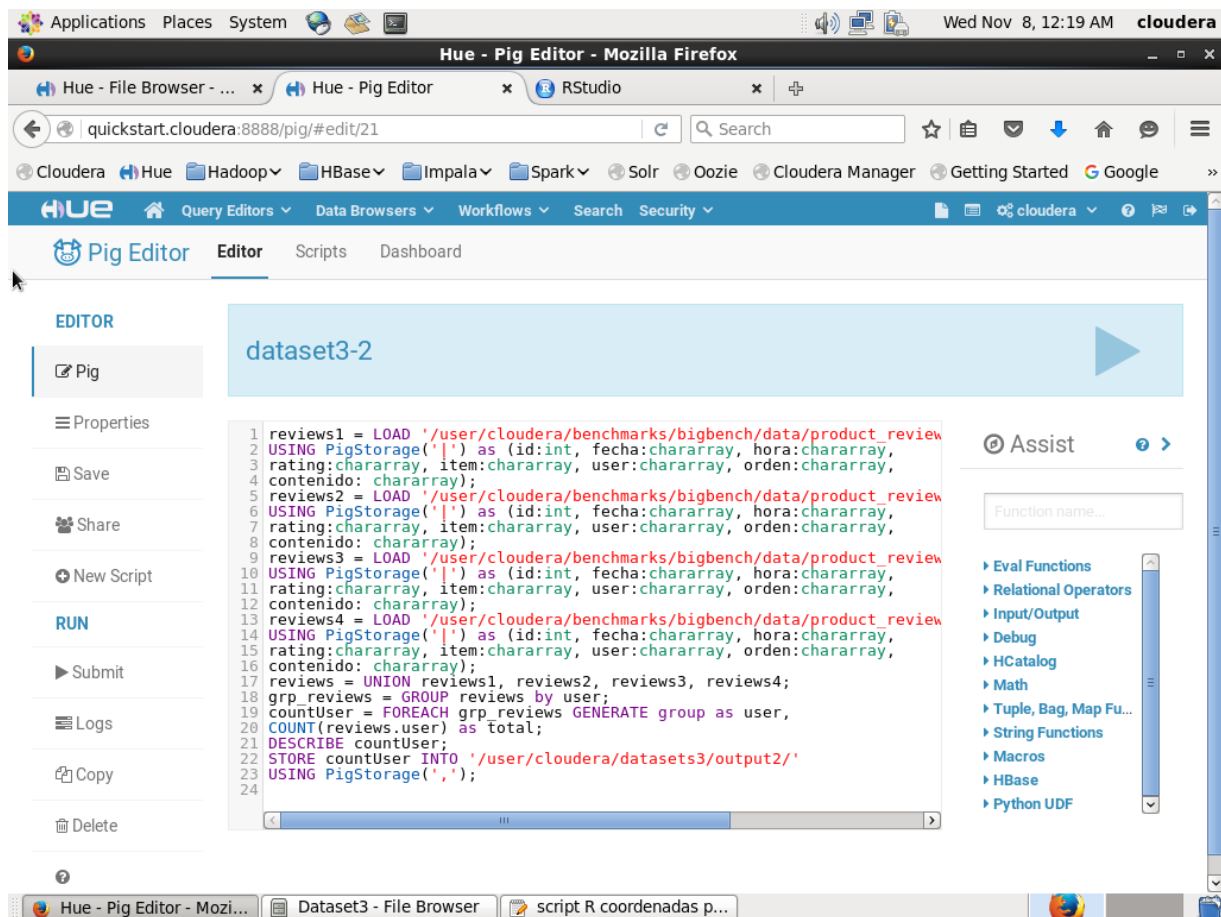 Applications Places System Wed Nov 8, 12:19 AM cloudera
Hue - Pig Editor - Mozilla Firefox
Hue - File Browser - ... Hue - Pig Editor RStudio
quickstart.cloudera:8888/pig/#edit/21 Search
Cloudera Hue Hadoop HBase Impala Spark Solr Oozie Cloudera Manager Getting Started Google »
HUE Query Editors Data Browsers Workflows Search Security cloudera
Pig Editor Editor Scripts Dashboard
EDITOR
Pig
Properties
Save
Share
New Script
RUN
Submit
Logs
Copy
Delete
dataset3-2
1 reviews1 = LOAD '/user/cloudera/benchmarks/bigbench/data/product_review
2 USING PigStorage('|') as (id:int, fecha:chararray, hora:chararray,
3 rating:chararray, item:chararray, user:chararray, orden:chararray,
4 contenido: chararray);
5 reviews2 = LOAD '/user/cloudera/benchmarks/bigbench/data/product_review
6 USING PigStorage('|') as (id:int, fecha:chararray, hora:chararray,
7 rating:chararray, item:chararray, user:chararray, orden:chararray,
8 contenido: chararray);
9 reviews3 = LOAD '/user/cloudera/benchmarks/bigbench/data/product_review
10 USING PigStorage('|') as (id:int, fecha:chararray, hora:chararray,
11 rating:chararray, item:chararray, user:chararray, orden:chararray,
12 contenido: chararray);
13 reviews4 = LOAD '/user/cloudera/benchmarks/bigbench/data/product_review
14 USING PigStorage('|') as (id:int, fecha:chararray, hora:chararray,
15 rating:chararray, item:chararray, user:chararray, orden:chararray,
16 contenido: chararray);
17 reviews = UNION reviews1, reviews2, reviews3, reviews4;
18 grp_reviews = GROUP reviews by user;
19 countUser = FOREACH grp_reviews GENERATE group as user,
20 COUNT(reviews.user) as total;
21 DESCRIBE countUser;
22 STORE countUser INTO '/user/cloudera/datasets3/output2/'
23 USING PigStorage(',');
24
Assist
Function name...
Eval Functions
Relational Operators
Input/Output
Debug
HCatalog
Math
Tuple, Bag, Map Fu...
String Functions
Macros
HBase
Python UDF
Hue - Pig Editor - Mozi... Dataset3 - File Browser script R coordenadas p...